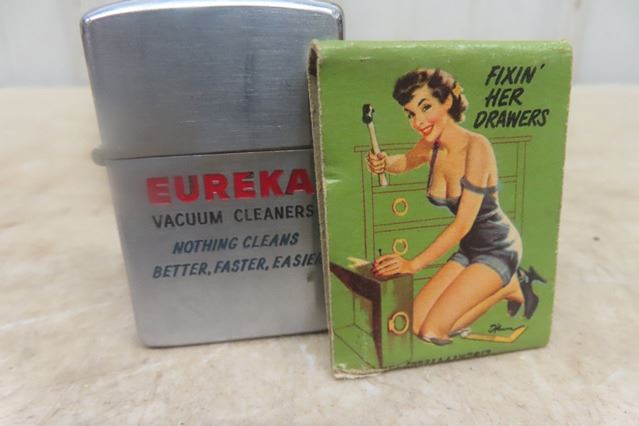 EUREKA
VACUUM CLEANERS
NOTHING CLEANS
BETTER, FASTER, EASIER
FIXIN'
HER
DRAWERS